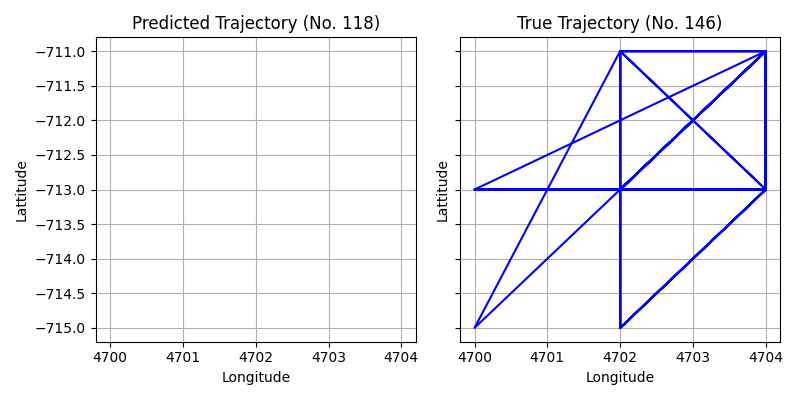 Predicted Trajectory (No. 118)
True Trajectory (No. 146)
−711.0
−711.5
−712.0
−712.5
−713.0
−713.5
−714.0
−714.5
−715.0
Lattitude
Lattitude
4700 4701 4702 4703 4704
4700 4701 4702 4703 4704
Longitude
Longitude